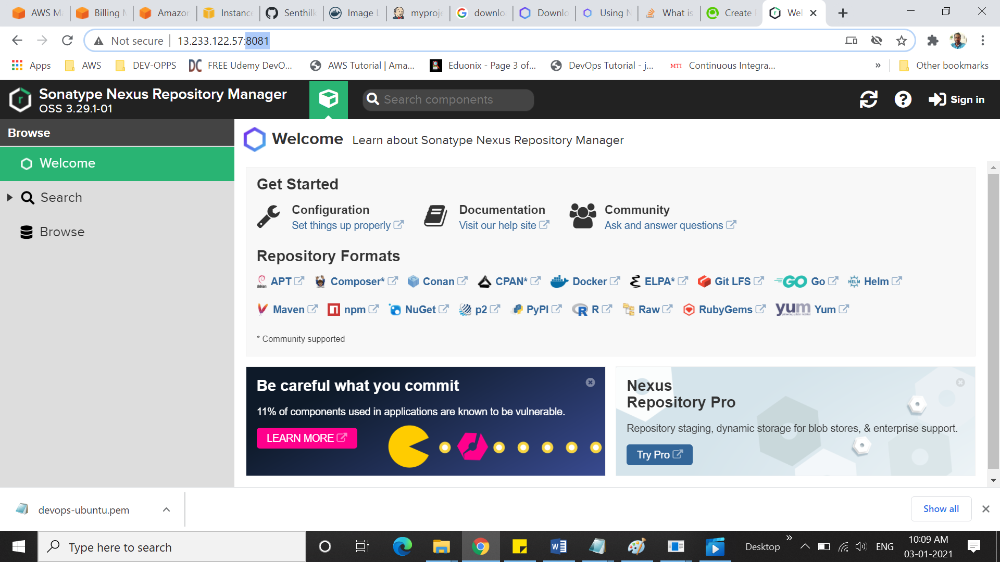 AWS M
Billing M
Amazon
Instance
Senthilk
Image L
myproje
downlo
Downlo
Using N
What is
Create
Wel
Not secure
13.233.122.57:8081
Apps
AWS
DEV-OPPS
DC FREE Udemy DevO...
AWS Tutorial | Ama...
Eduonix - Page 3 of...
DevOps Tutorial - j...
MTI Continuous Integra...
»
Other bookmarks
Sonatype Nexus Repository Manager
OSS 3.29.1-01
Search components
Sign in
Browse
Welcome
Search
Browse
Welcome Learn about Sonatype Nexus Repository Manager
Get Started
Configuration
Set things up properly
Documentation
Visit our help site
Community
Ask and answer questions
Repository Formats
debian APT Composer* Conan CPAN* Docker ELPA* Git LFS GO Go HELM Helm
Maven npm NuGet p2 PyPI R R Raw RubyGems yum Yum
* Community supported
Be careful what you commit
11% of components used in applications are known to be vulnerable.
LEARN MORE
Nexus
Repository Pro
Repository staging, dynamic storage for blob stores, & enterprise support.
Try Pro
devops-ubuntu.pem
Show all
Type here to search
Desktop
»
ENG
10:09 AM
03-01-2021